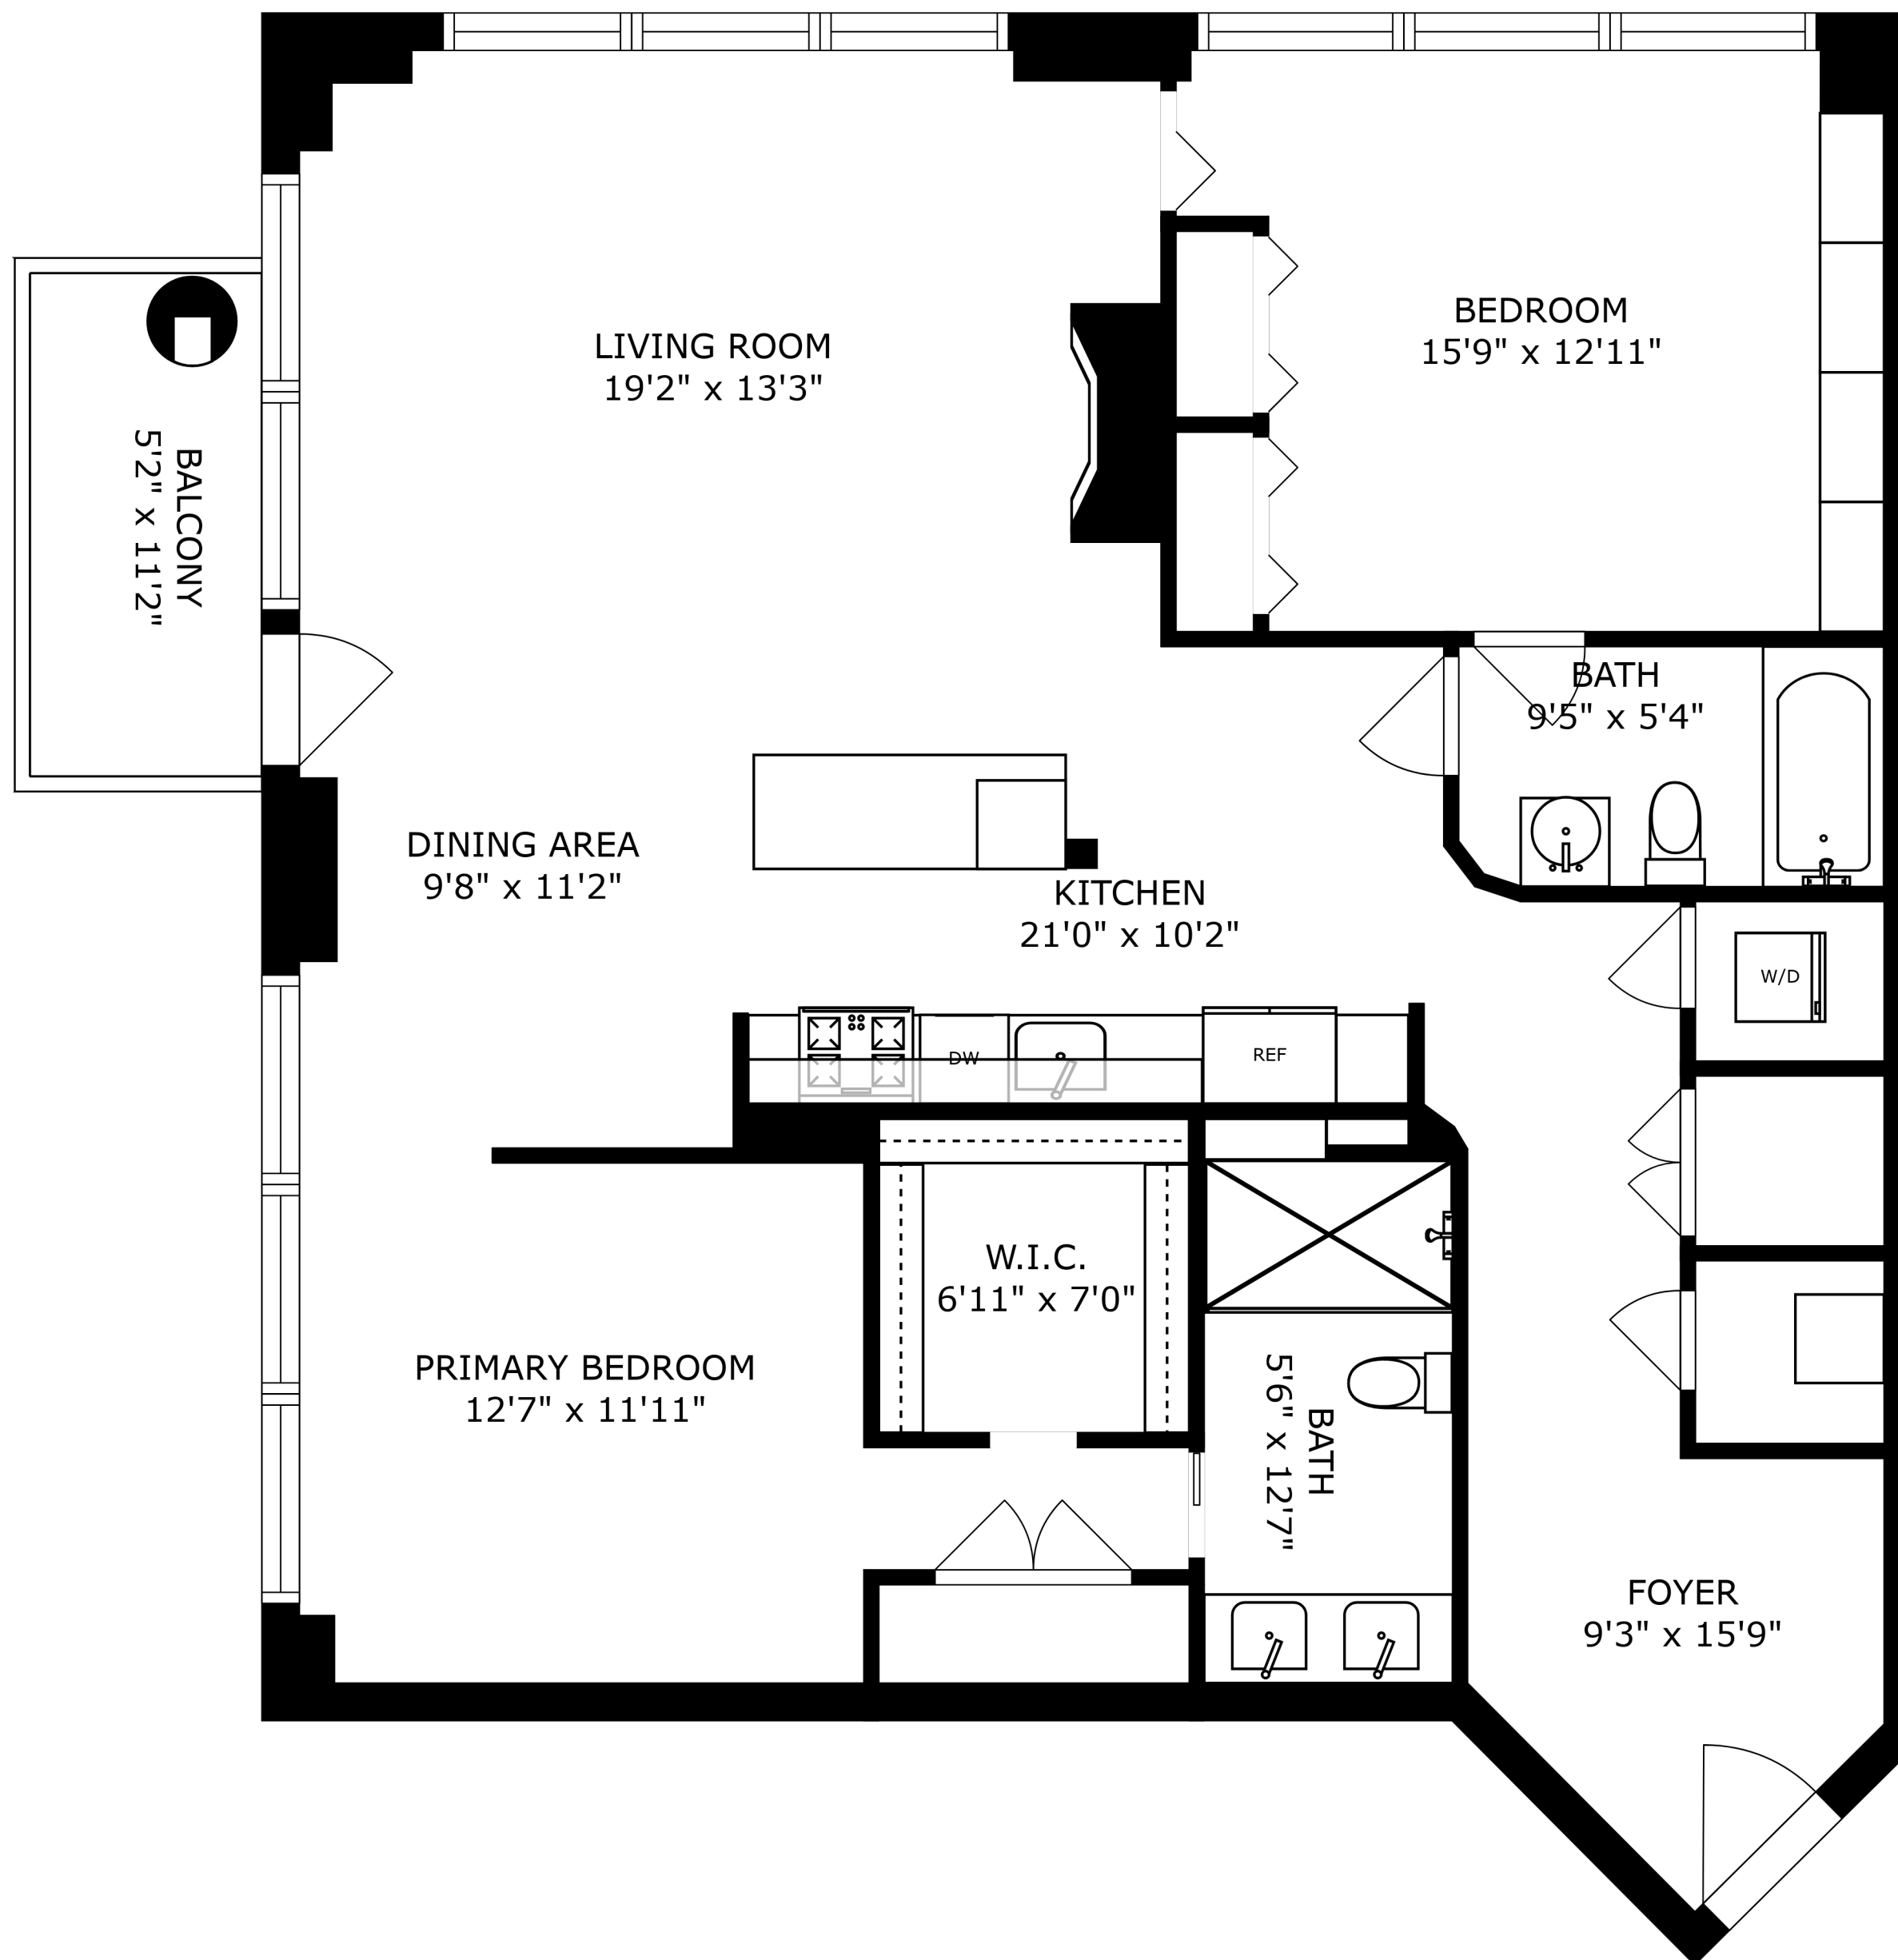 BEDROOM
15'9" x 12'11"
LIVING ROOM
19'2" x 13'3"
BALCONY
5'2" x 11'2"
BATH
9'5" x 5'4"
DINING AREA
9'8" x 11'2"
KITCHEN
21'0" x 10'2"
W/D
DW
REF
W.I.C.
6'11" x 7'0"
PRIMARY BEDROOM
12'7" x 11'11"
BATH
5'6" x 12'7"
FOYER
9'3" x 15'9"